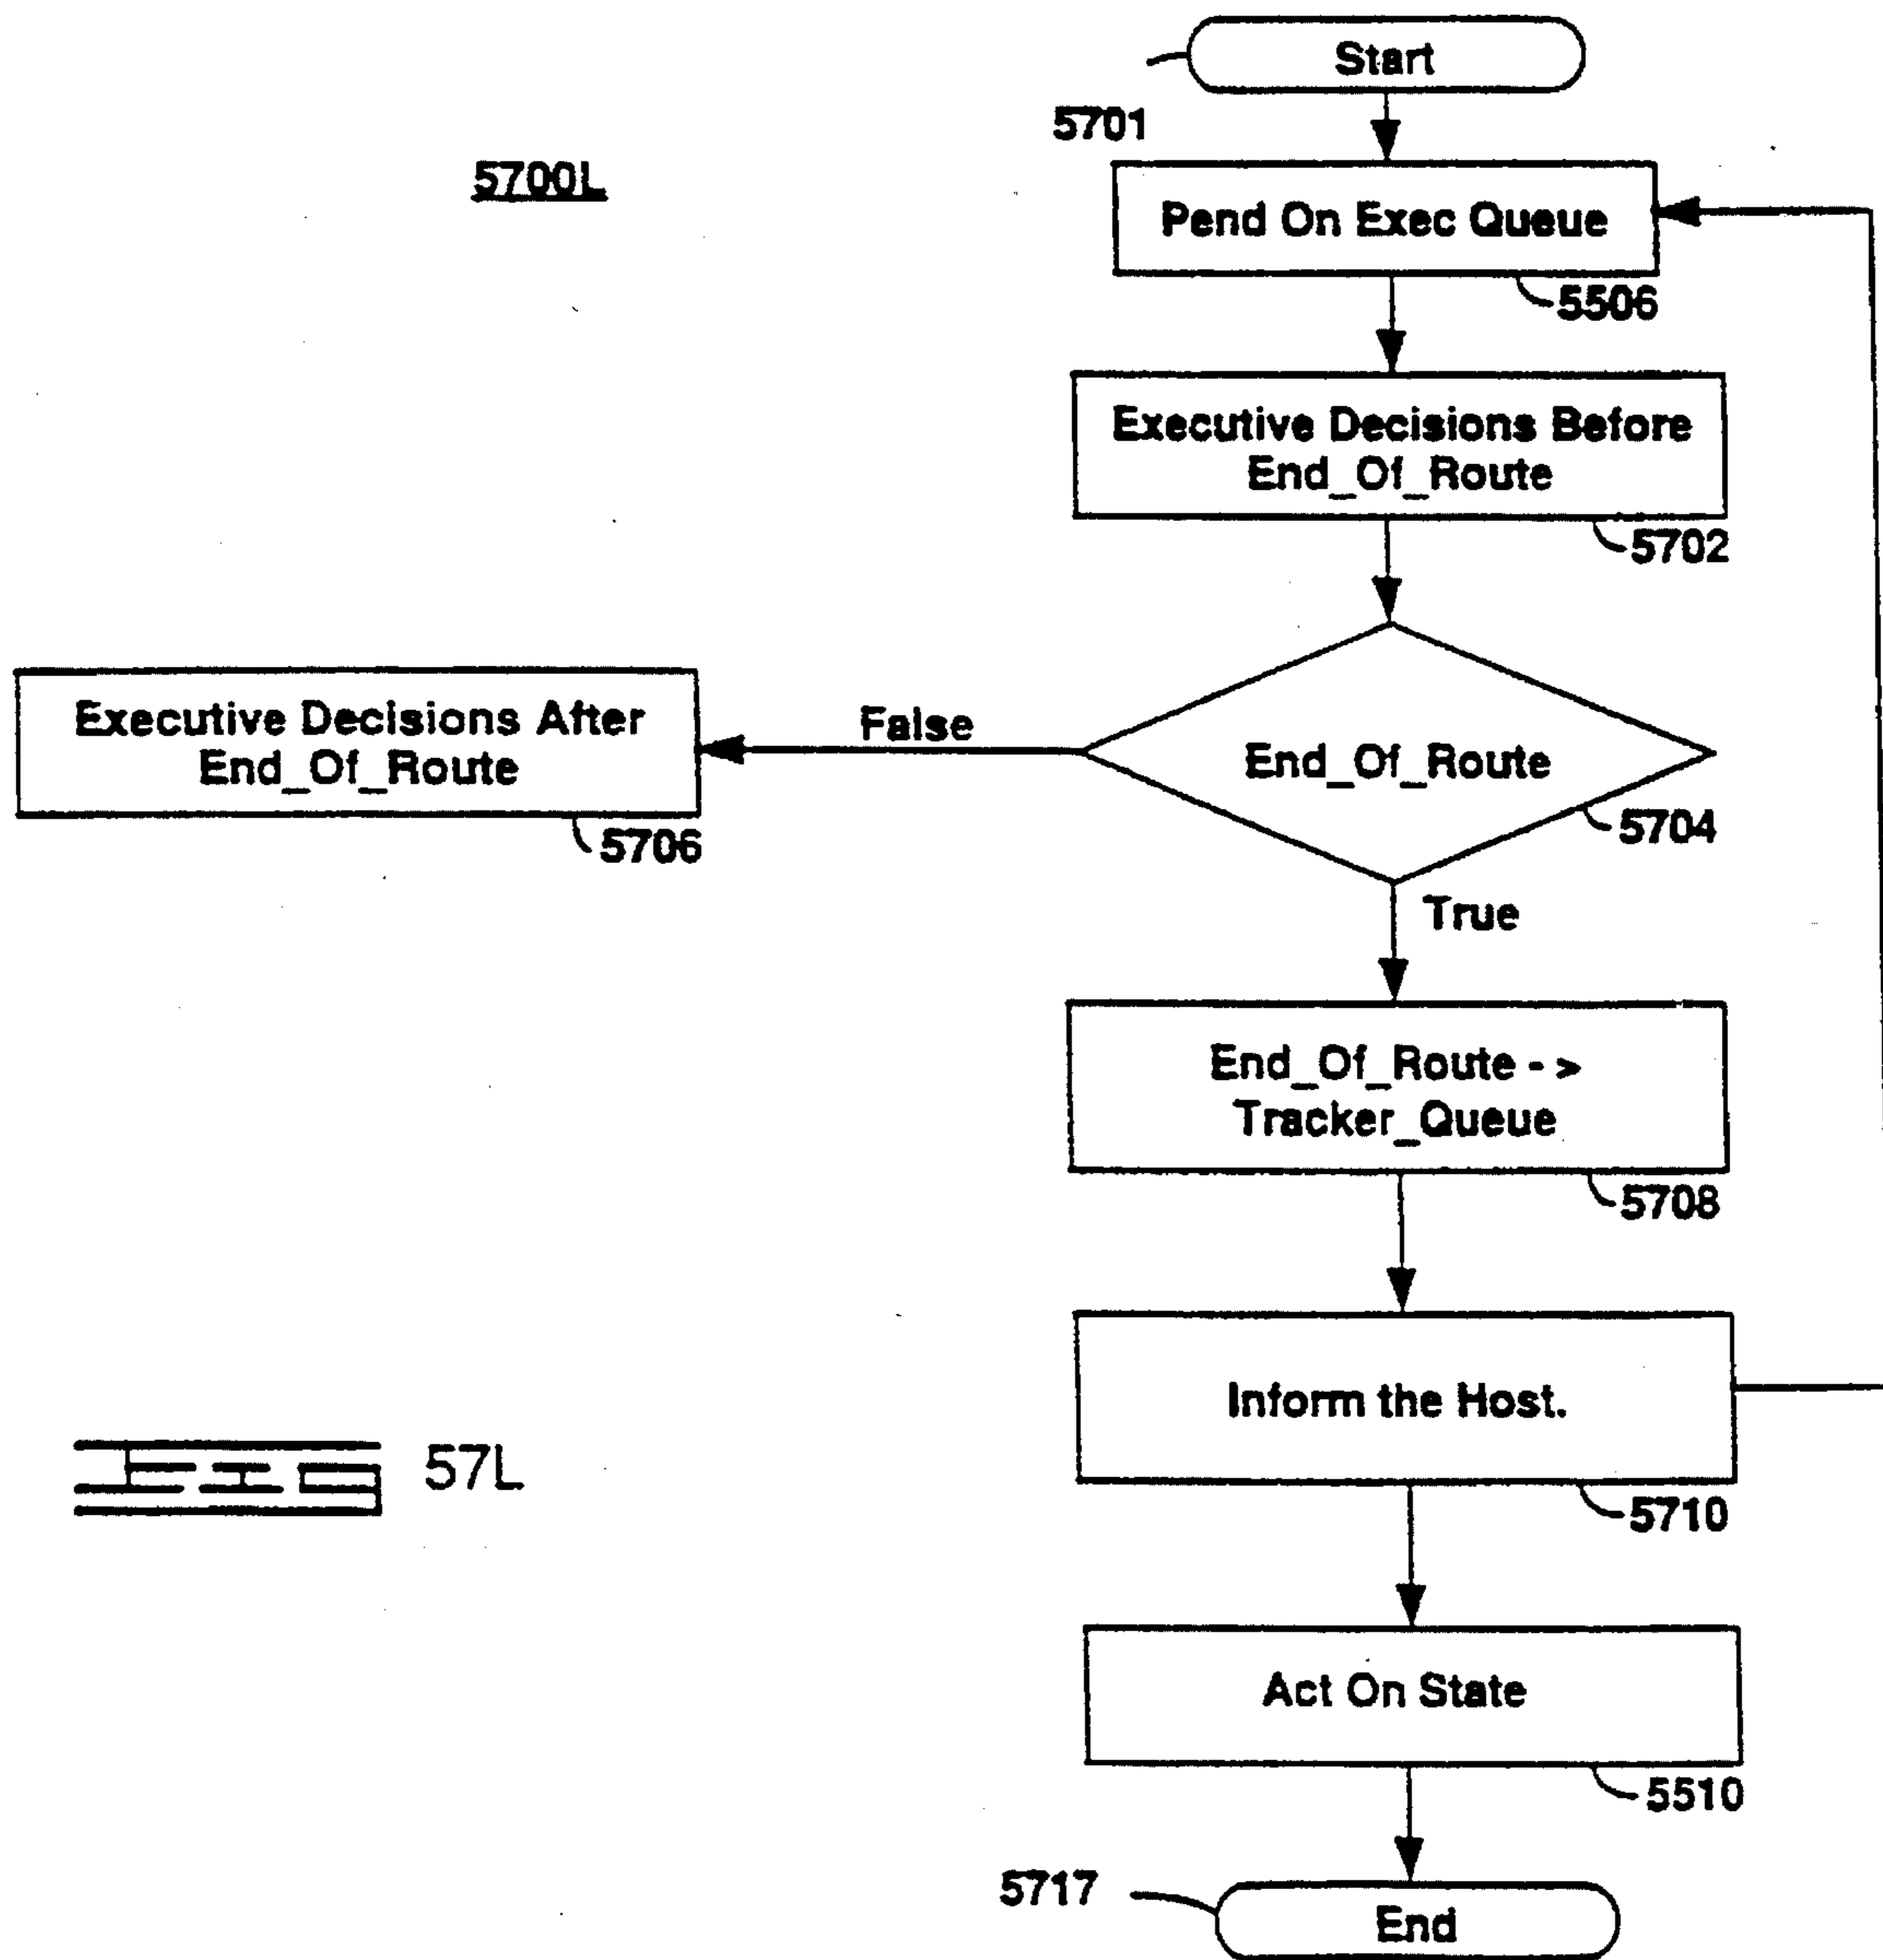 Start
5701
5700L
Pend On Exec Queue
5506
Executive Decisions Before
End_Of_Route
5702
End_Of_Route
5704
False
Executive Decisions After
End_Of_Route
5706
True
End_Of_Route - >
Tracker_Queue
5708
Inform the Host.
5710
FIG 57L
Act On State
5510
5717
End